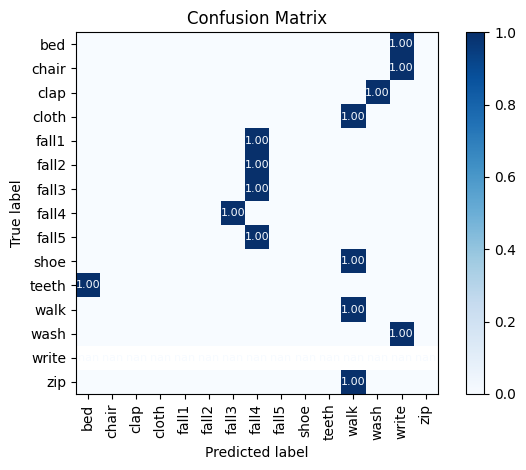 Confusion Matrix
True label
bed 1.00
chair 1.00
clap 1.00
cloth 1.00
fall1 1.00
fall2 1.00
fall3 1.00
fall4 1.00
fall5 1.00
shoe 1.00
teeth 1.00
walk 1.00
wash 1.00
write
zip 1.00
bed chair clap cloth fall1 fall2 fall3 fall4 fall5 shoe teeth walk wash write zip
Predicted label
1.0
0.8
0.6
0.4
0.2
0.0